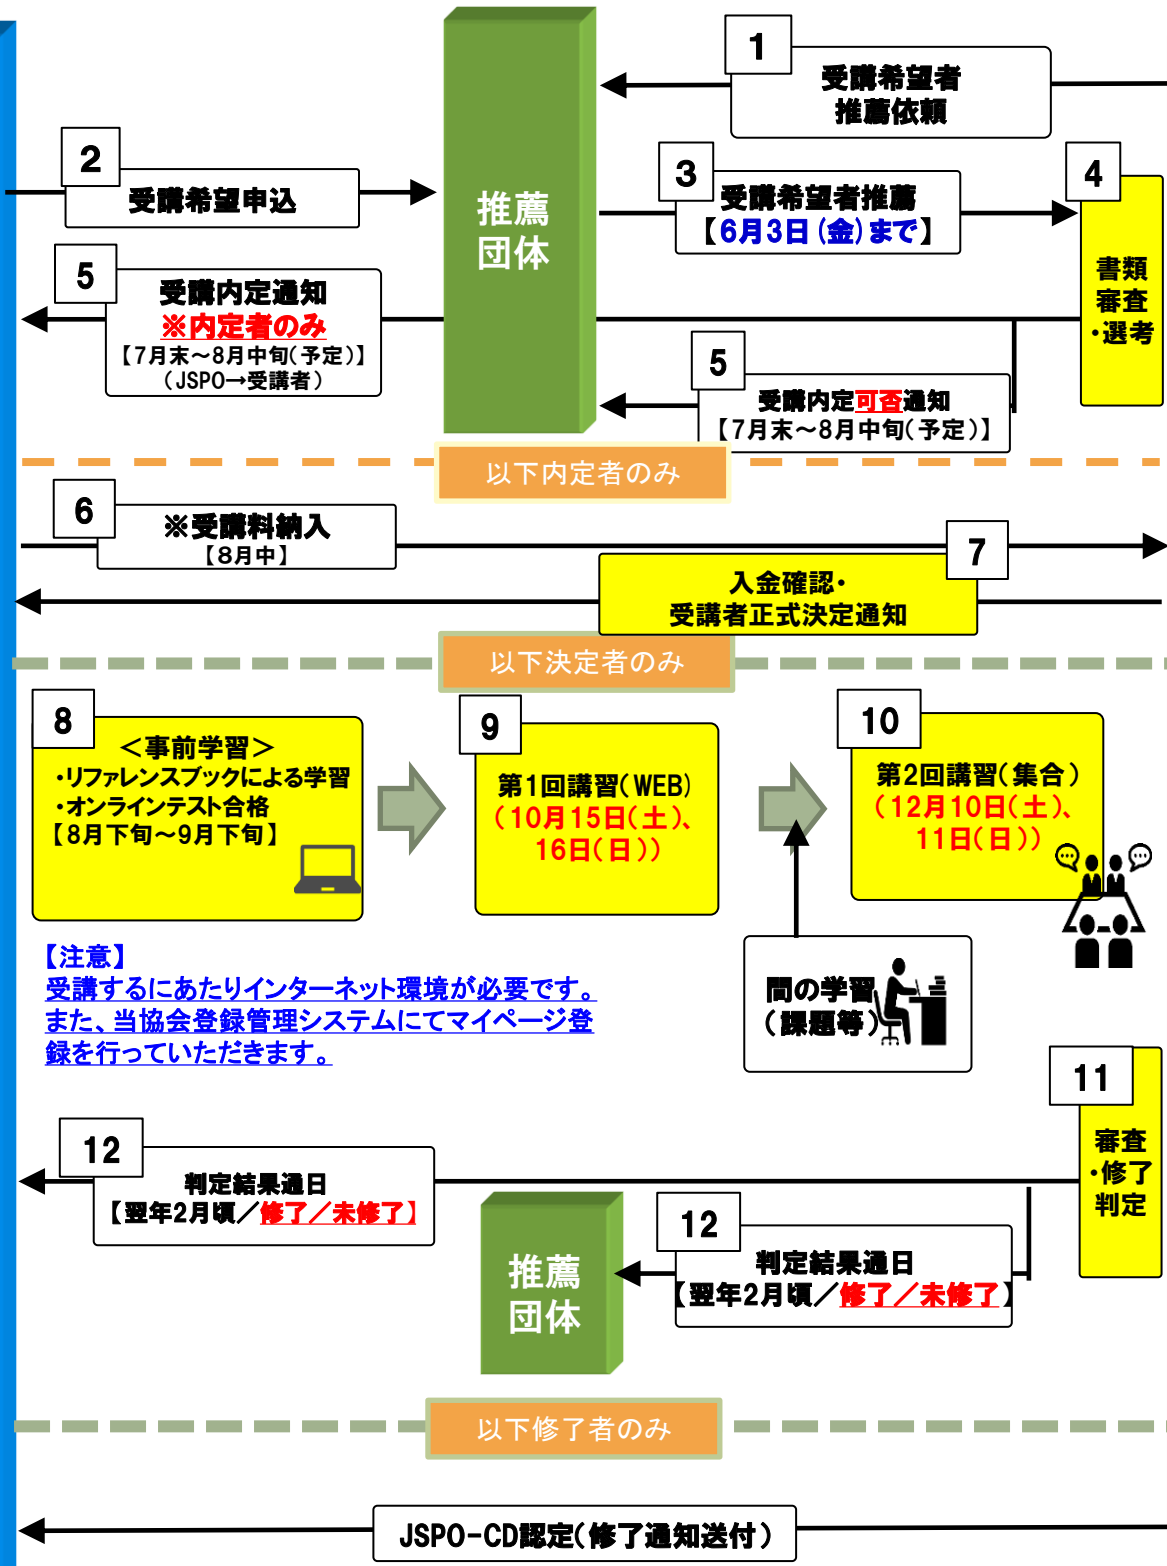 1
受講希望者
推薦依頼
2
受講希望申込
推薦
団体
3
受講希望者推薦
【6月3日(金)まで】
4
書類
審査
・選考
5
受講内定通知
※内定者のみ
【7月末～8月中旬(予定)】
(JSPO→受講者)
5
受講内定可否通知
【7月末～8月中旬(予定)】
以下内定者のみ
6
※受講料納入
【8月中】
7
入金確認・
受講者正式決定通知
以下決定者のみ
8
＜事前学習＞
・リファレンスブックによる学習
・オンラインテスト合格
【8月下旬～9月下旬】
9
第1回講習(WEB)
(10月15日(土)、
16日(日))
10
第2回講習(集合)
(12月10日(土)、
11日(日))
間の学習
(課題等)
【注意】
受講するにあたりインターネット環境が必要です。
また、当協会登録管理システムにてマイページ登
録を行っていただきます。
11
審査
・修了
判定
12
判定結果通日
【翌年2月頃／修了／未修了】
推薦
団体
12
判定結果通日
【翌年2月頃／修了／未修了】
以下修了者のみ
JSPO-CD認定(修了通知送付)